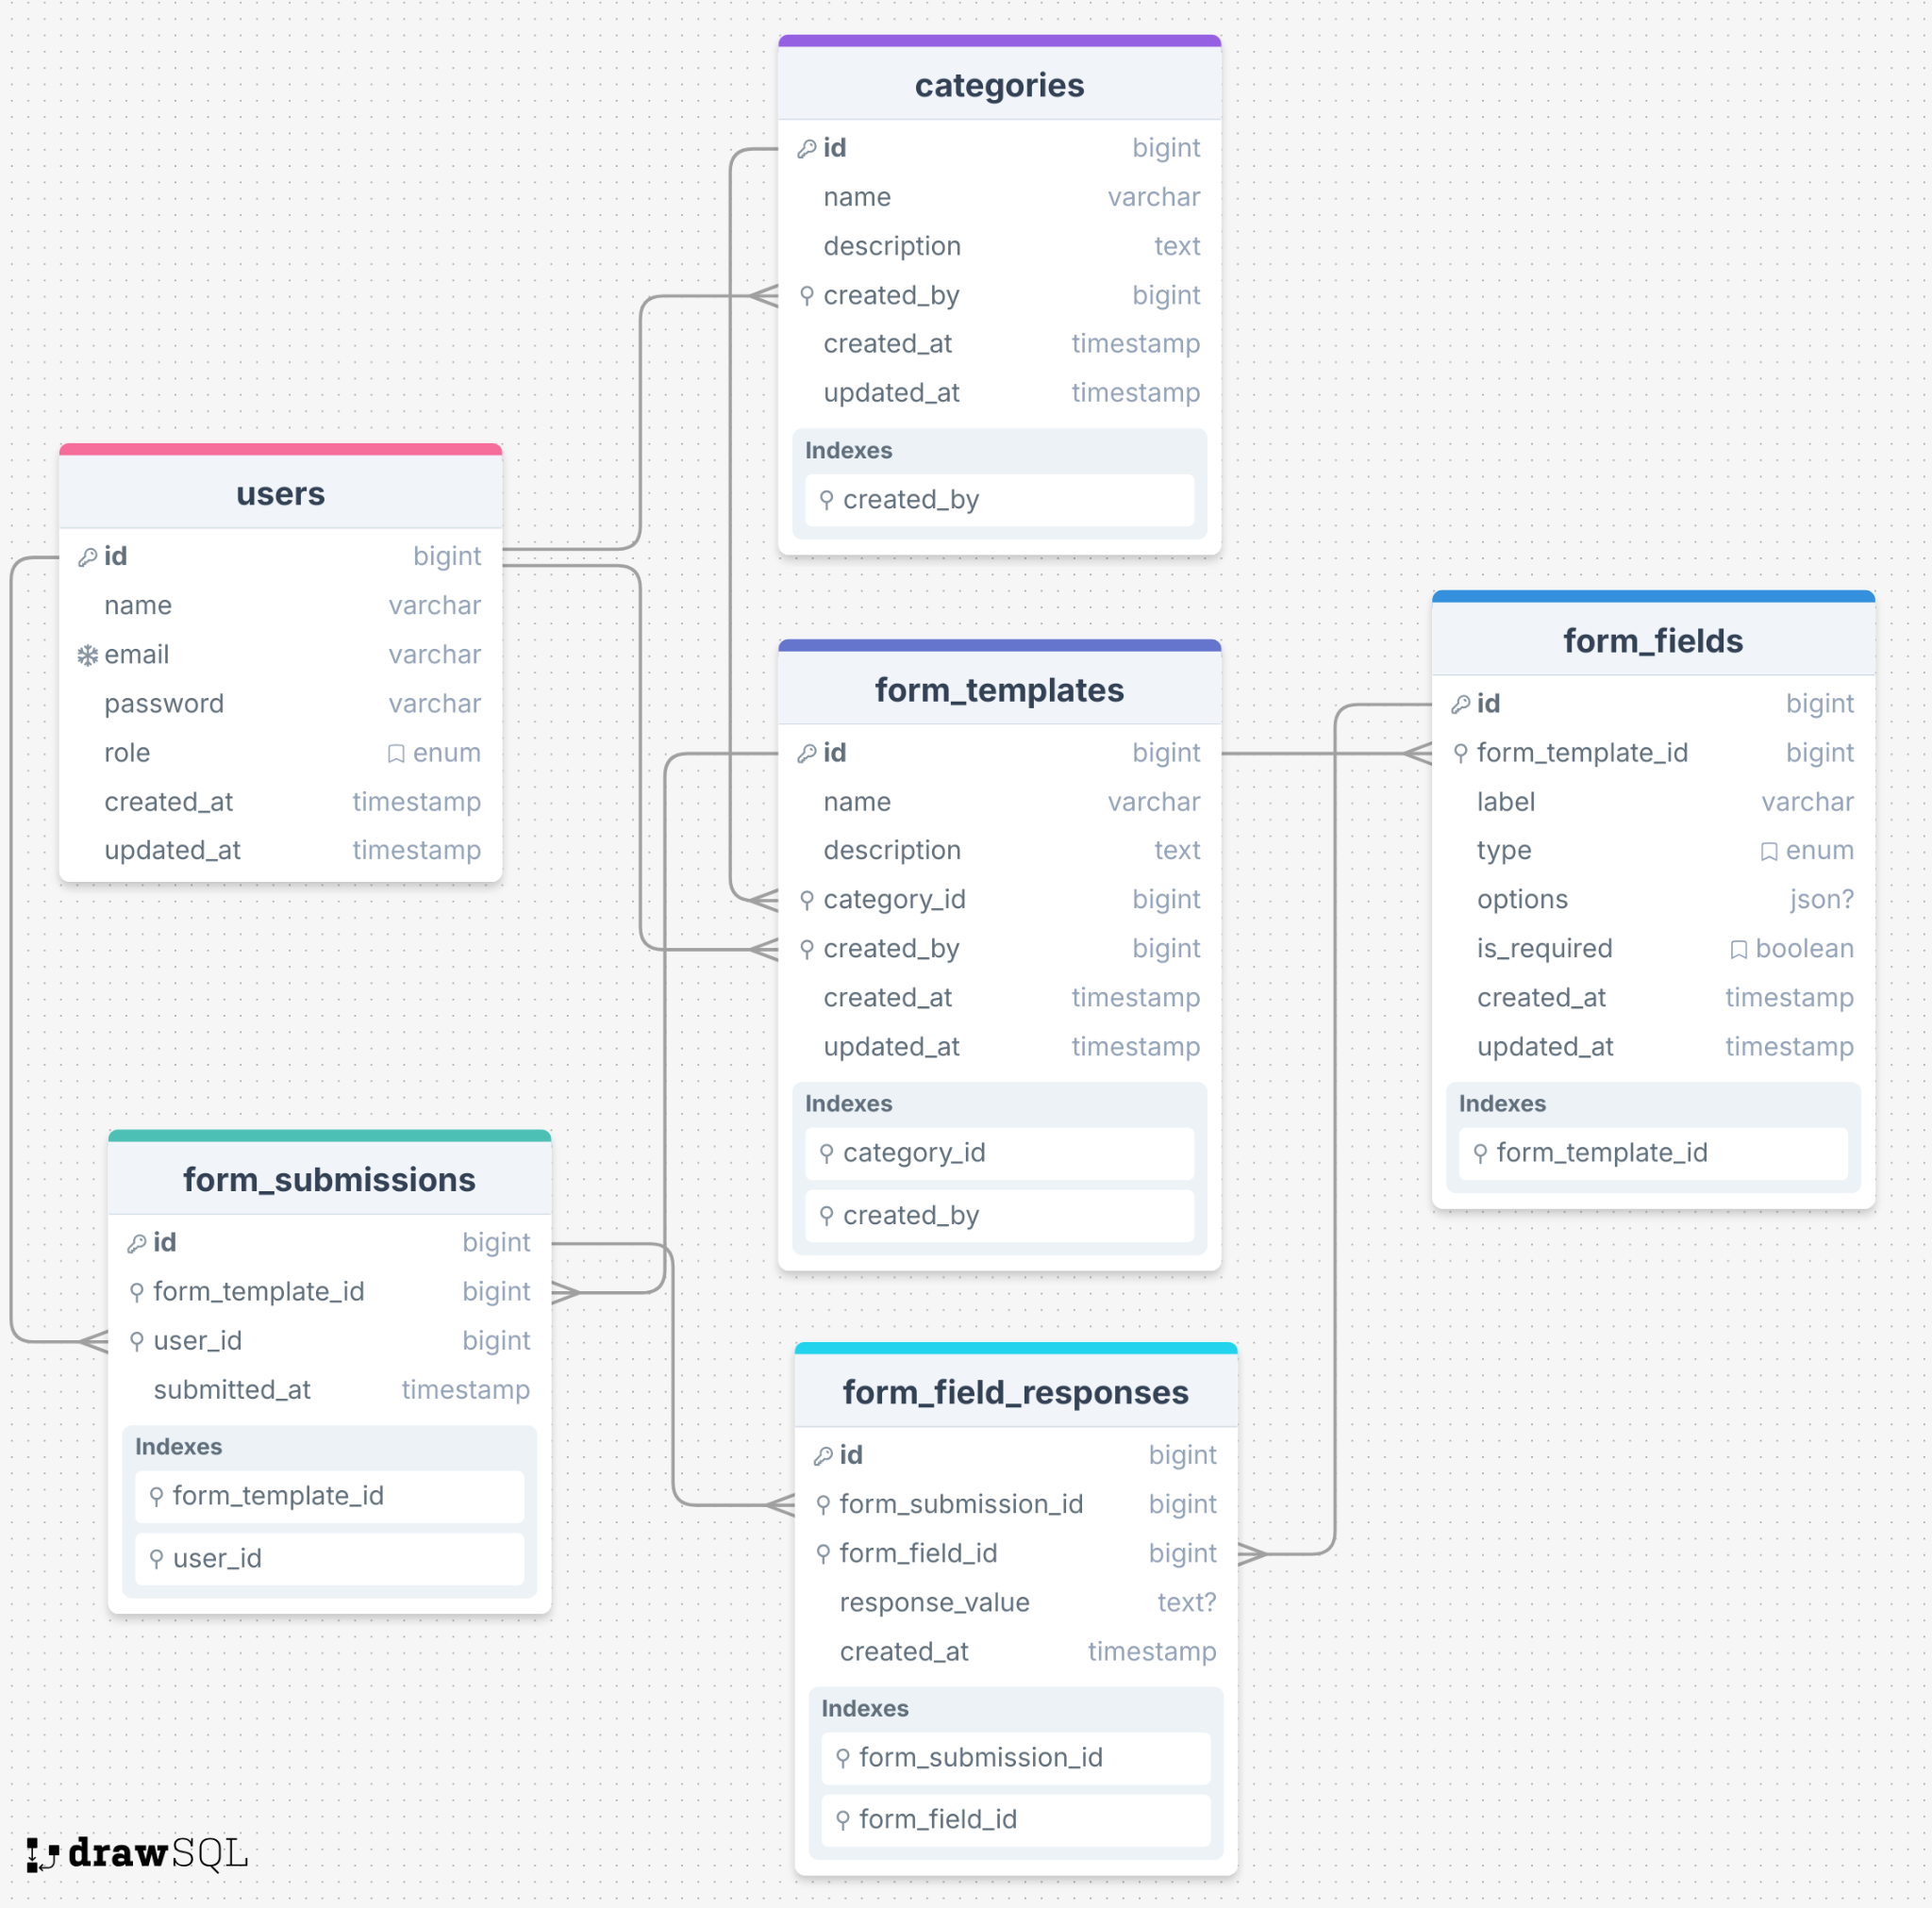 categories
id bigint
name varchar
description text
created_by bigint
created_at timestamp
updated_at timestamp
Indexes
created_by
users
id bigint
name varchar
email varchar
password varchar
role enum
created_at timestamp
updated_at timestamp
form_templates
id bigint
name varchar
description text
category_id bigint
created_by bigint
created_at timestamp
updated_at timestamp
Indexes
category_id
created_by
form_fields
id bigint
form_template_id bigint
label varchar
type enum
options json?
is_required boolean
created_at timestamp
updated_at timestamp
Indexes
form_template_id
form_submissions
id bigint
form_template_id bigint
user_id bigint
submitted_at timestamp
Indexes
form_template_id
user_id
form_field_responses
id bigint
form_submission_id bigint
form_field_id bigint
response_value text?
created_at timestamp
Indexes
form_submission_id
form_field_id
drawSQL